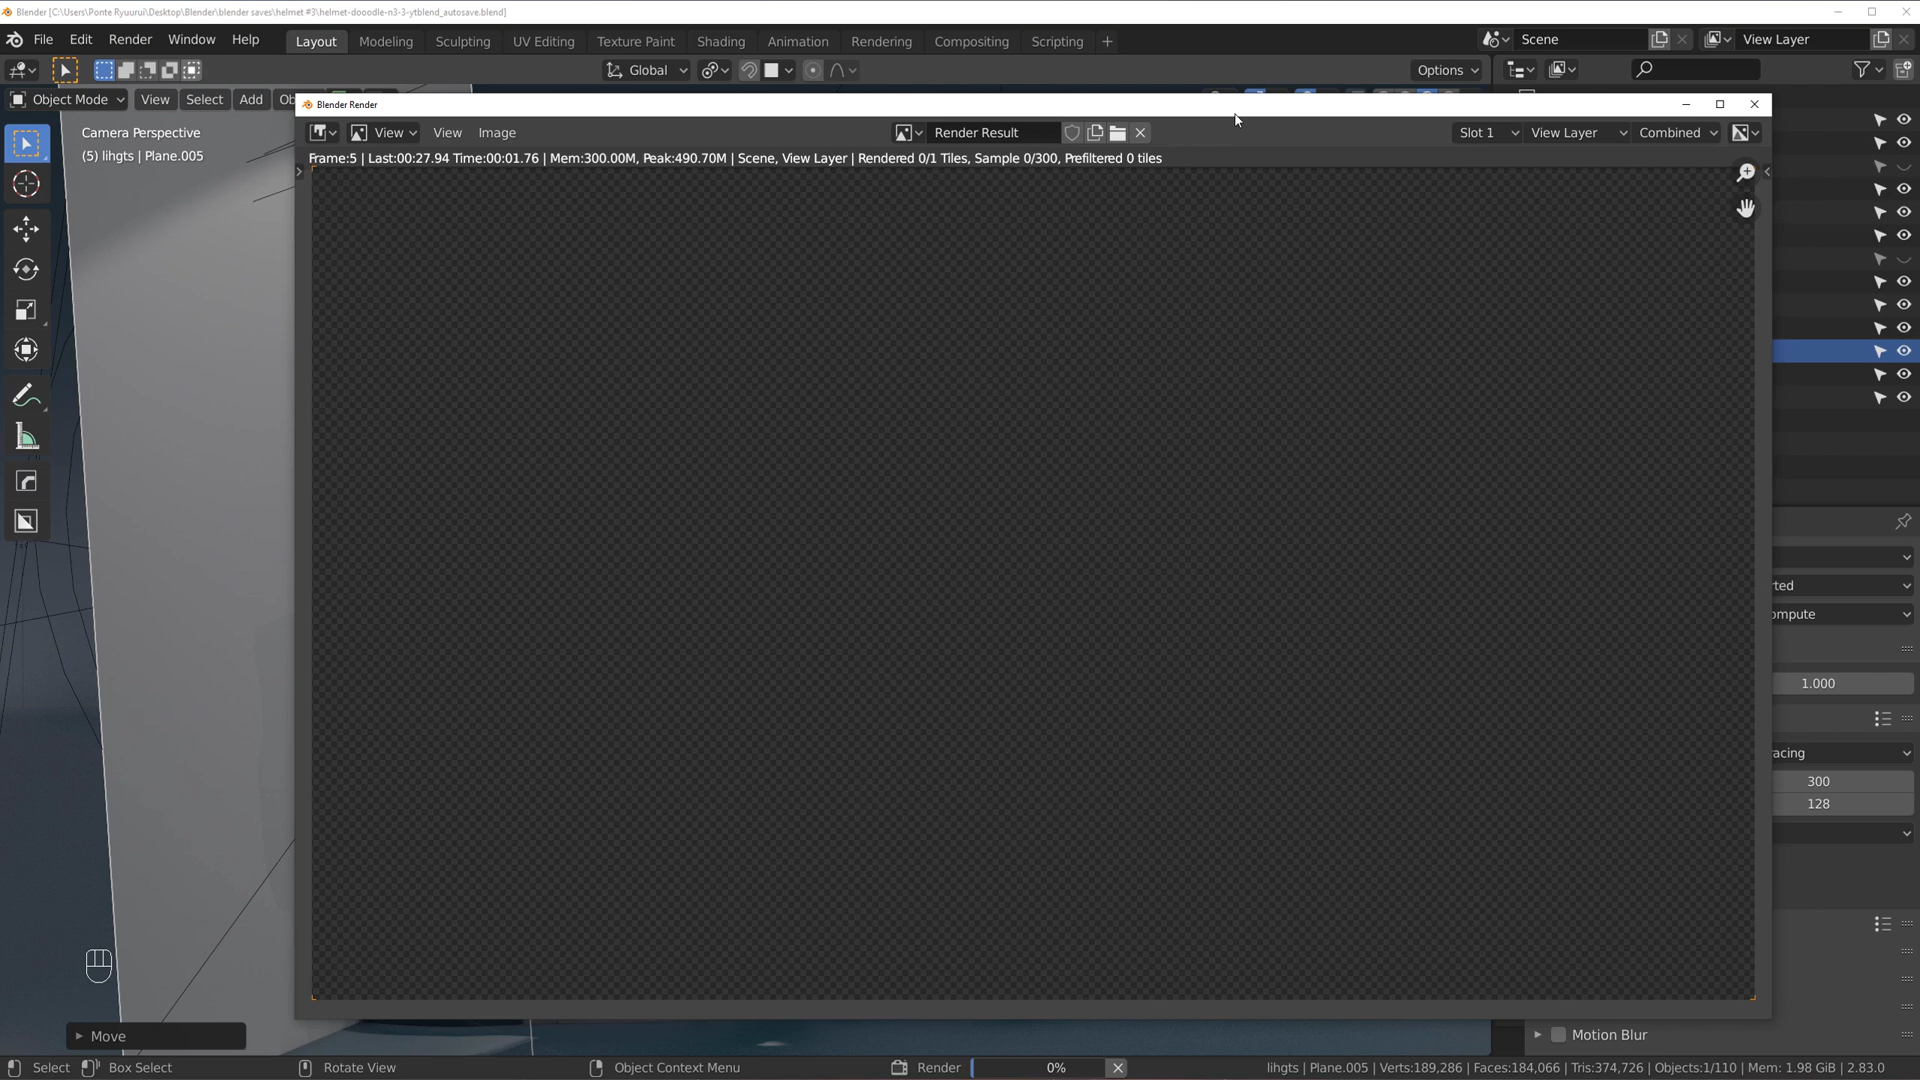 Blender [C:\Users\Ponte Ryuurui\Desktop\Blender\blender saves\helmet #3\helmet-dooodle-n3-3-ytblend_autosave.blend]
File Edit Render Window Help Layout Modeling Sculpting UV Editing Texture Paint Shading Animation Rendering Compositing Scripting + Scene View Layer
Global Options
Object Mode View Select Add
Blender Render
Camera Perspective
(5) lihgts | Plane.005
View View Image Render Result Slot 1 View Layer Combined
Frame:5 | Last:00:27.94 Time:00:01.76 | Mem:300.00M, Peak:490.70M | Scene, View Layer | Rendered 0/1 Tiles, Sample 0/300, Prefiltered 0 tiles
rted
ompute
1.000
racing
300
128
Move
Motion Blur
Select Box Select Rotate View Object Context Menu Render 0% lihgts | Plane.005 | Verts:189,286 | Faces:184,066 | Tris:374,726 | Objects:1/110 | Mem: 1.98 GiB | 2.83.0